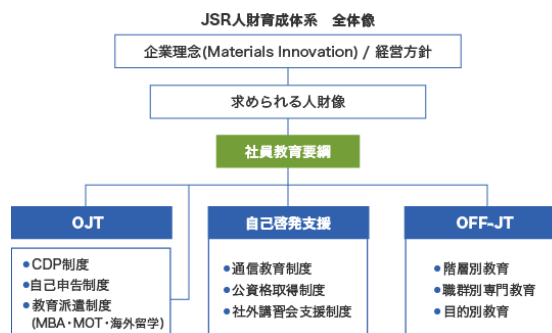 JSR人財育成体系　全体像
企業理念(Materials Innovation) / 経営方針
求められる人財像
社員教育要綱
OJT
●CDP制度
●自己申告制度
●教育派遣制度
(MBA・MOT・海外留学)
自己啓発支援
●通信教育制度
●公資格取得制度
●社外講習会支援制度
OFF-JT
●階層別教育
●職群別専門教育
●目的別教育